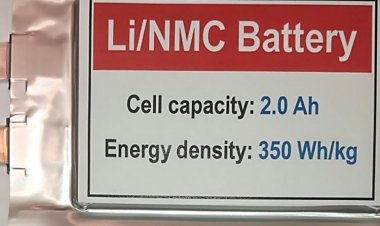 Li/NMC Battery
Cell capacity: 2.0 Ah
Energy density: 350 Wh/kg